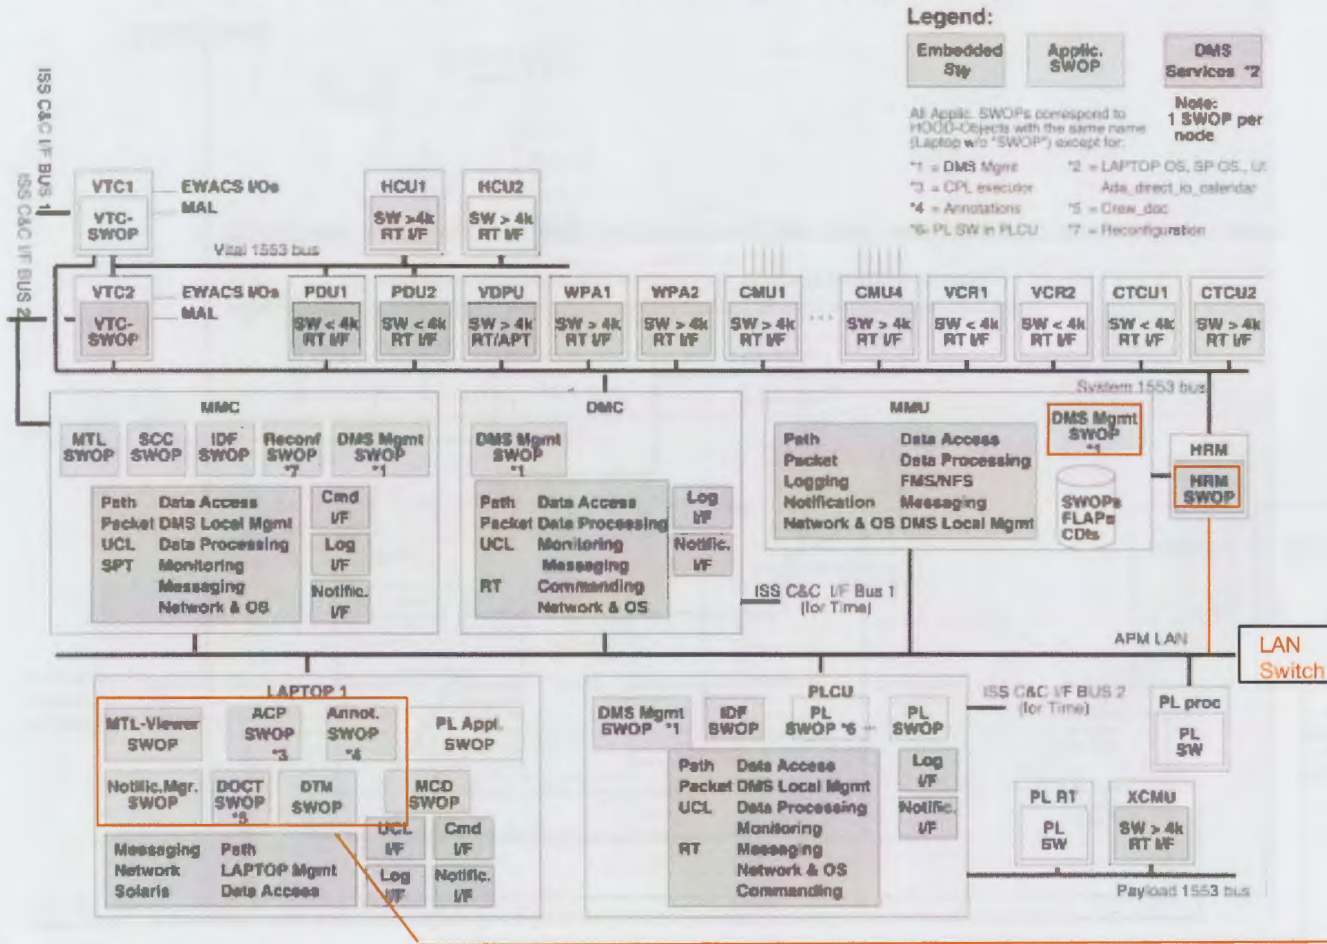 Legend:
Embedded
SW
Applic.
SWOP
DMS
Services *2
All Applic. SWOPs correspond to
HOOD-Objects with the same name
(Laptop w/o "SWOP") except for:
Note:
1 SWOP per
node
*1 = DMS Mgmt
*2 = LAPTOP OS, SP OS., UI
*3 = CPL executor
Ada_direct_io_calendar
*4 = Annotations
*5 = Crew_doc
*6- PL SW in PLCU
*7 = Reconfiguration
ISS C&C I/F BUS 1
ISS C&C I/F BUS 2
VTC1
VTC-
SWOP
EWACS I/Os
MAL
HCU1
SW >4k
RT I/F
HCU2
SW > 4k
RT I/F
Vital 1553 bus
VTC2
VTC-
SWOP
EWACS I/Os
MAL
PDU1
SW < 4k
RT I/F
PDU2
SW < 4k
RT I/F
VDPU
SW > 4k
RT/APT
WPA1
SW > 4k
RT I/F
WPA2
SW > 4k
RT I/F
CMU1
SW > 4k
RT I/F
...
CMU4
SW > 4k
RT I/F
VCR1
SW < 4k
RT I/F
VCR2
SW < 4k
RT I/F
CTCU1
SW < 4k
RT I/F
CTCU2
SW > 4k
RT I/F
System 1553 bus
MMC
MTL
SWOP
SCC
SWOP
IDF
SWOP
Reconf
SWOP
*7
DMS Mgmt
SWOP
*1
Path Data Access
Packet DMS Local Mgmt
UCL Data Processing
SPT Monitoring
Messaging
Network & OS
Cmd
I/F
Log
I/F
Notific.
I/F
DMC
DMS Mgmt
SWOP
*1
Path Data Access
Packet Data Processing
UCL Monitoring
Messaging
RT Commanding
Network & OS
Log
I/F
Notific.
I/F
ISS C&C I/F Bus 1
(for Time)
MMU
Path Data Access
Packet Data Processing
Logging FMS/NFS
Notification Messaging
Network & OS DMS Local Mgmt
DMS Mgmt
SWOP
*1
SWOPs
FLAPs
CDts
HRM
HRM
SWOP
APM LAN
LAN
Switch
LAPTOP 1
MTL-Viewer
SWOP
ACP
SWOP
*3
Annot.
SWOP
*4
PL Appl.
SWOP
Notific.Mgr.
SWOP
DOCT
SWOP
*5
DTM
SWOP
MCD
SWOP
UCL
I/F
Cmd
I/F
Messaging Path
Network LAPTOP Mgmt
Solaris Data Access
Log
I/F
Notific.
I/F
PLCU
DMS Mgmt
SWOP *1
IDF
SWOP
PL
SWOP *6 ...
PL
SWOP
Path Data Access
Packet DMS Local Mgmt
UCL Data Processing
Monitoring
RT Messaging
Network & OS
Commanding
Log
I/F
Notific.
I/F
ISS C&C I/F BUS 2
(for Time)
PL proc
PL
SW
PL RT
PL
SW
XCMU
SW > 4k
RT I/F
Payload 1553 bus